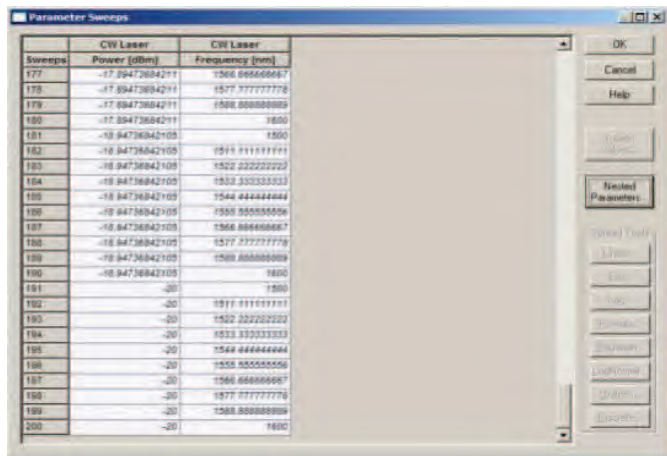 Parameter Sweeps
CW Laser CW Laser
Sweeps Power [dBm] Frequency [nm]
177 -17.89473684211 1566.666666667
178 -17.89473684211 1577.777777778
179 -17.89473684211 1588.888888889
180 -17.89473684211 1600
181 -18.94736842105 1500
182 -18.94736842105 1511.111111111
183 -18.94736842105 1522.222222222
184 -18.94736842105 1533.333333333
185 -18.94736842105 1544.444444444
186 -18.94736842105 1555.555555556
187 -18.94736842105 1566.666666667
188 -18.94736842105 1577.777777778
189 -18.94736842105 1588.888888889
190 -18.94736842105 1600
191 -20 1500
192 -20 1511.111111111
193 -20 1522.222222222
194 -20 1533.333333333
195 -20 1544.444444444
196 -20 1555.555555556
197 -20 1566.666666667
198 -20 1577.777777778
199 -20 1588.888888889
200 -20 1600
OK
Cancel
Help
Nested
Parameters...
Spread Tools
Linear...